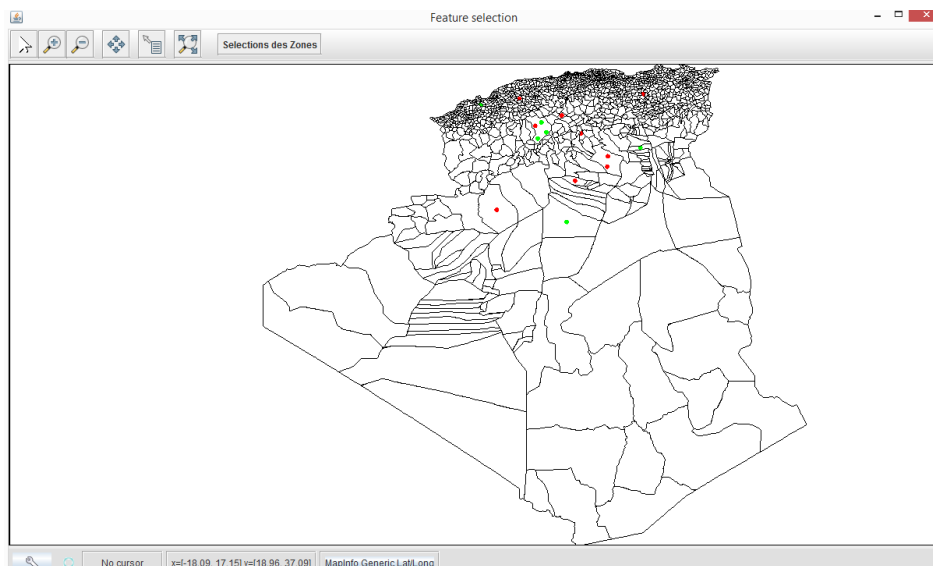 Feature selection
Selections des Zones
No cursor
x=[-18.09, 17.15] y=[18.96, 37.09]
MapInfo Generic Lat/Long